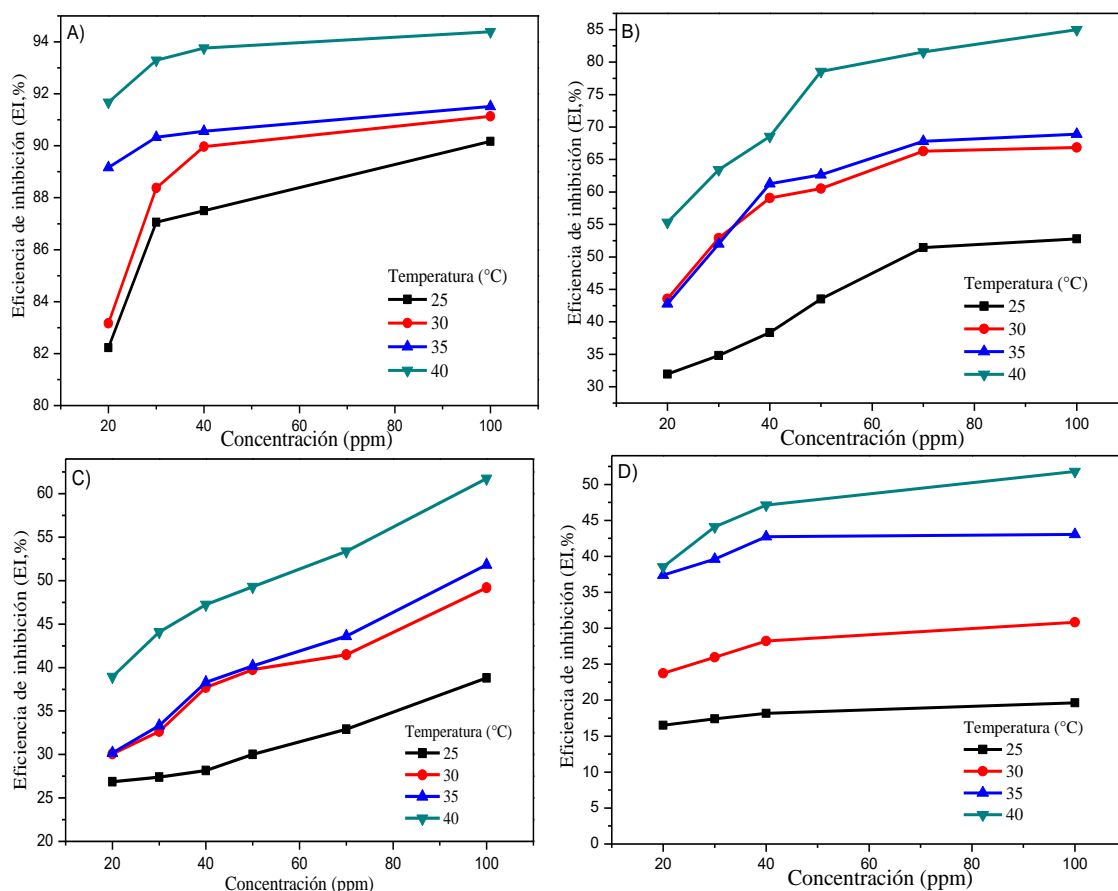 A)
Eficiencia de inhibición (EI,%)
94
92
90
88
86
84
82
80
Temperatura (°C)
25
30
35
40
20 40 60 80 100
Concentración (ppm)
B)
Eficiencia de inhibición (EI,%)
85
80
75
70
65
60
55
50
45
40
35
30
Temperatura (°C)
25
30
35
40
20 40 60 80 100
Concentración (ppm)
C)
Eficiencia de inhibición (EI,%)
60
55
50
45
40
35
30
25
20
Temperatura (°C)
25
30
35
40
20 40 60 80 100
Concentración (ppm)
D)
Eficiencia de inhibición (EI,%)
50
45
40
35
30
25
20
15
10
5
0
Temperatura (°C)
25
30
35
40
20 40 60 80 100
Concentración (ppm)